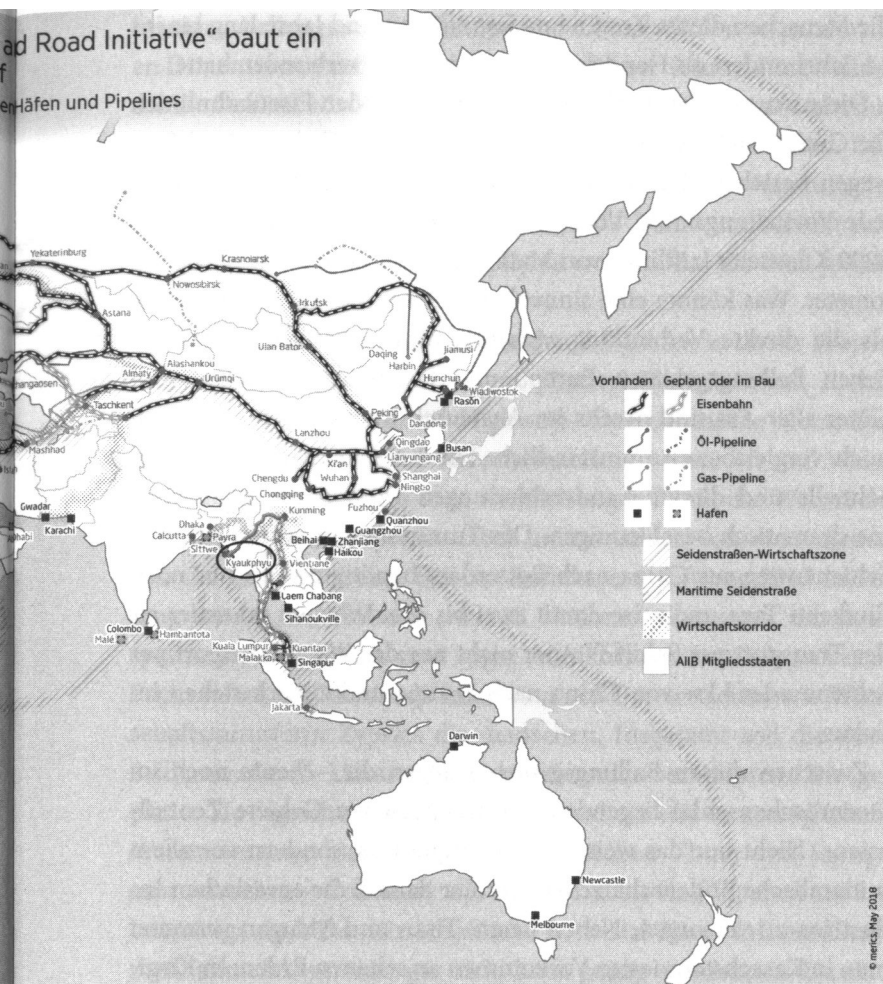 ad Road Initiative“ baut ein
f
en Häfen und Pipelines
Yekaterinburg
Krasnoiarsk
Nowosibirsk
Irkutsk
Astana
Ulan Bator
Daqing
Jiamusi
Harbin
Alashankou
Almaty
Ürümqi
Hunchun
Wladiwostok
Rasŏn
Taschkent
Peking
Dandong
Mashhad
Lanzhou
Qingdao
Busan
Lianyungang
Xi'an
Wuhan
Shanghai
Ningbo
Chengdu
Chongqing
Gwadar
Karachi
Kunming
Fuzhou
Dhaka
Quanzhou
Calcutta
Payra
Guangzhou
Sittwe
Beihai
Zhanjiang
Kyaukphyu
Vientiane
Haikou
Laem Chabang
Sihanoukville
Colombo
Hambantota
Malé
Kuala Lumpur
Kuantan
Malakka
Singapur
Jakarta
Darwin
Newcastle
Melbourne
Vorhanden Geplant oder im Bau
Eisenbahn
Öl-Pipeline
Gas-Pipeline
Hafen
Seidenstraßen-Wirtschaftszone
Maritime Seidenstraße
Wirtschaftskorridor
AIIB Mitgliedsstaaten
© merics, May 2018